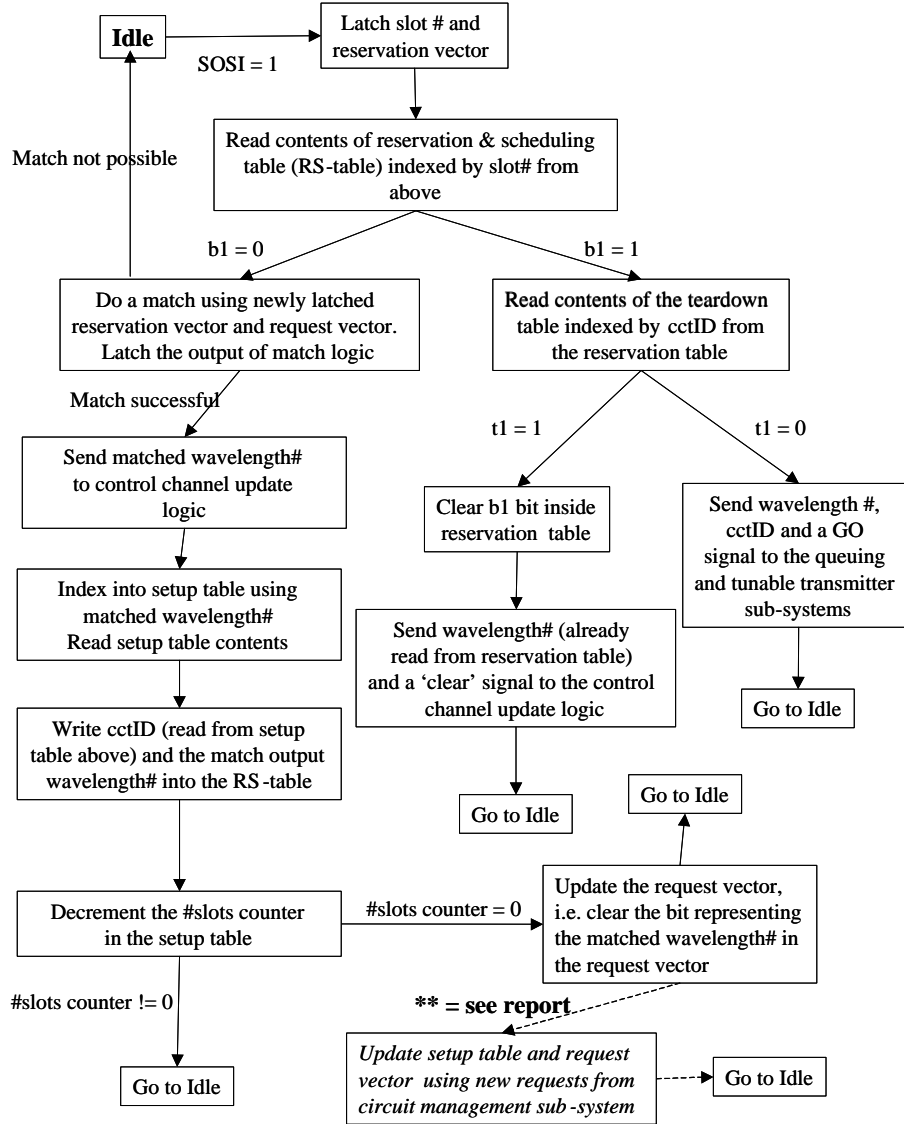 Idle
SOSI = 1
Latch slot # and
reservation vector
Match not possible
Read contents of reservation & scheduling
table (RS-table) indexed by slot# from
above
b1 = 0
b1 = 1
Do a match using newly latched
reservation vector and request vector.
Latch the output of match logic
Read contents of the teardown
table indexed by cctID from
the reservation table
Match successful
t1 = 1
t1 = 0
Send matched wavelength#
to control channel update
logic
Clear b1 bit inside
reservation table
Send wavelength #,
cctID and a GO
signal to the queuing
and tunable transmitter
sub-systems
Index into setup table using
matched wavelength#
Read setup table contents
Send wavelength# (already
read from reservation table)
and a ‘clear’ signal to the control
channel update logic
Go to Idle
Write cctID (read from setup
table above) and the match output
wavelength# into the RS-table
Go to Idle
Go to Idle
Decrement the #slots counter
in the setup table
#slots counter = 0
Update the request vector,
i.e. clear the bit representing
the matched wavelength# in
the request vector
#slots counter != 0
** = see report
Go to Idle
Update setup table and request
vector using new requests from
circuit management sub-system
Go to Idle